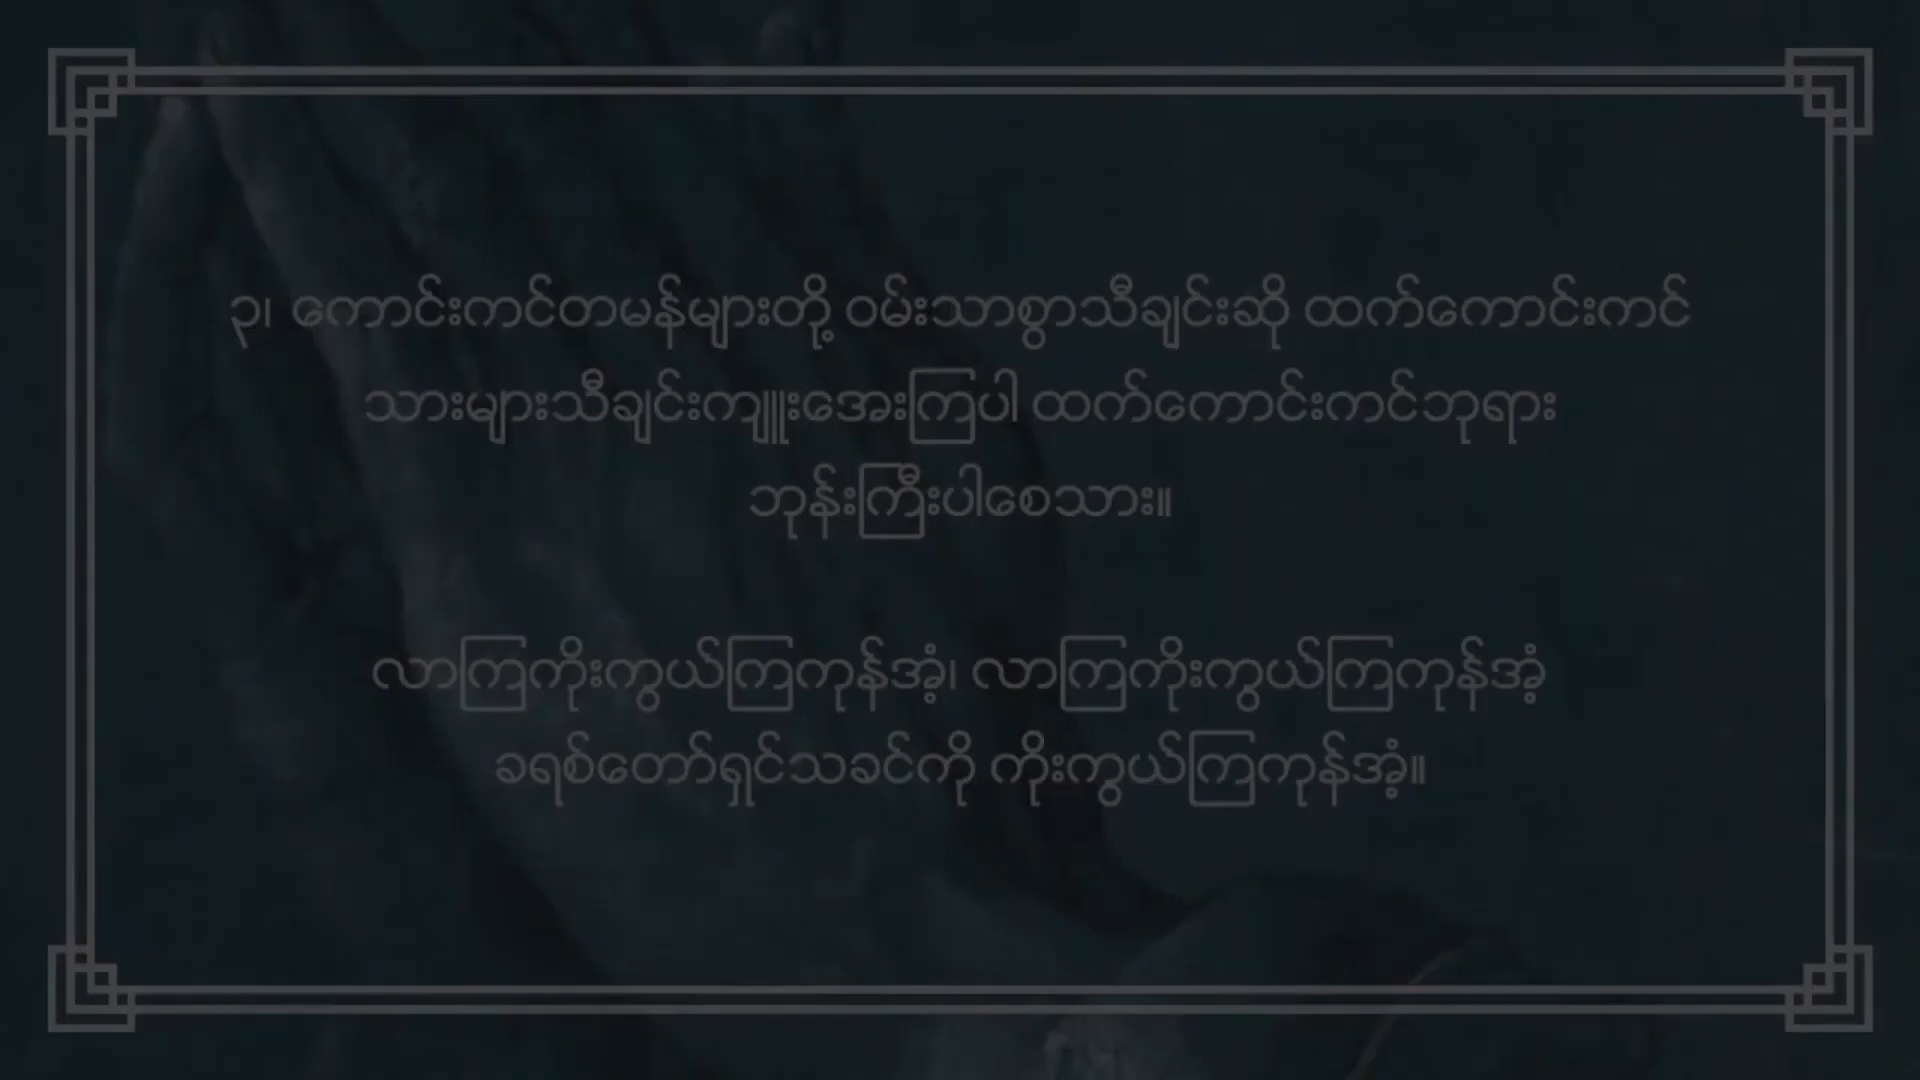 ၃၊ ကောင်းကင်တမန်များတို့ ဝမ်းသာစွာသီချင်းဆို ထက်ကောင်းကင်
သားများသီချင်းကျူးအေးကြပါ ထက်ကောင်းကင်ဘုရား
ဘုန်းကြီးပါစေသား။
လာကြကိုးကွယ်ကြကုန်အံ့၊ လာကြကိုးကွယ်ကြကုန်အံ့
ခရစ်တော်ရှင်သခင်ကို ကိုးကွယ်ကြကုန်အံ့။